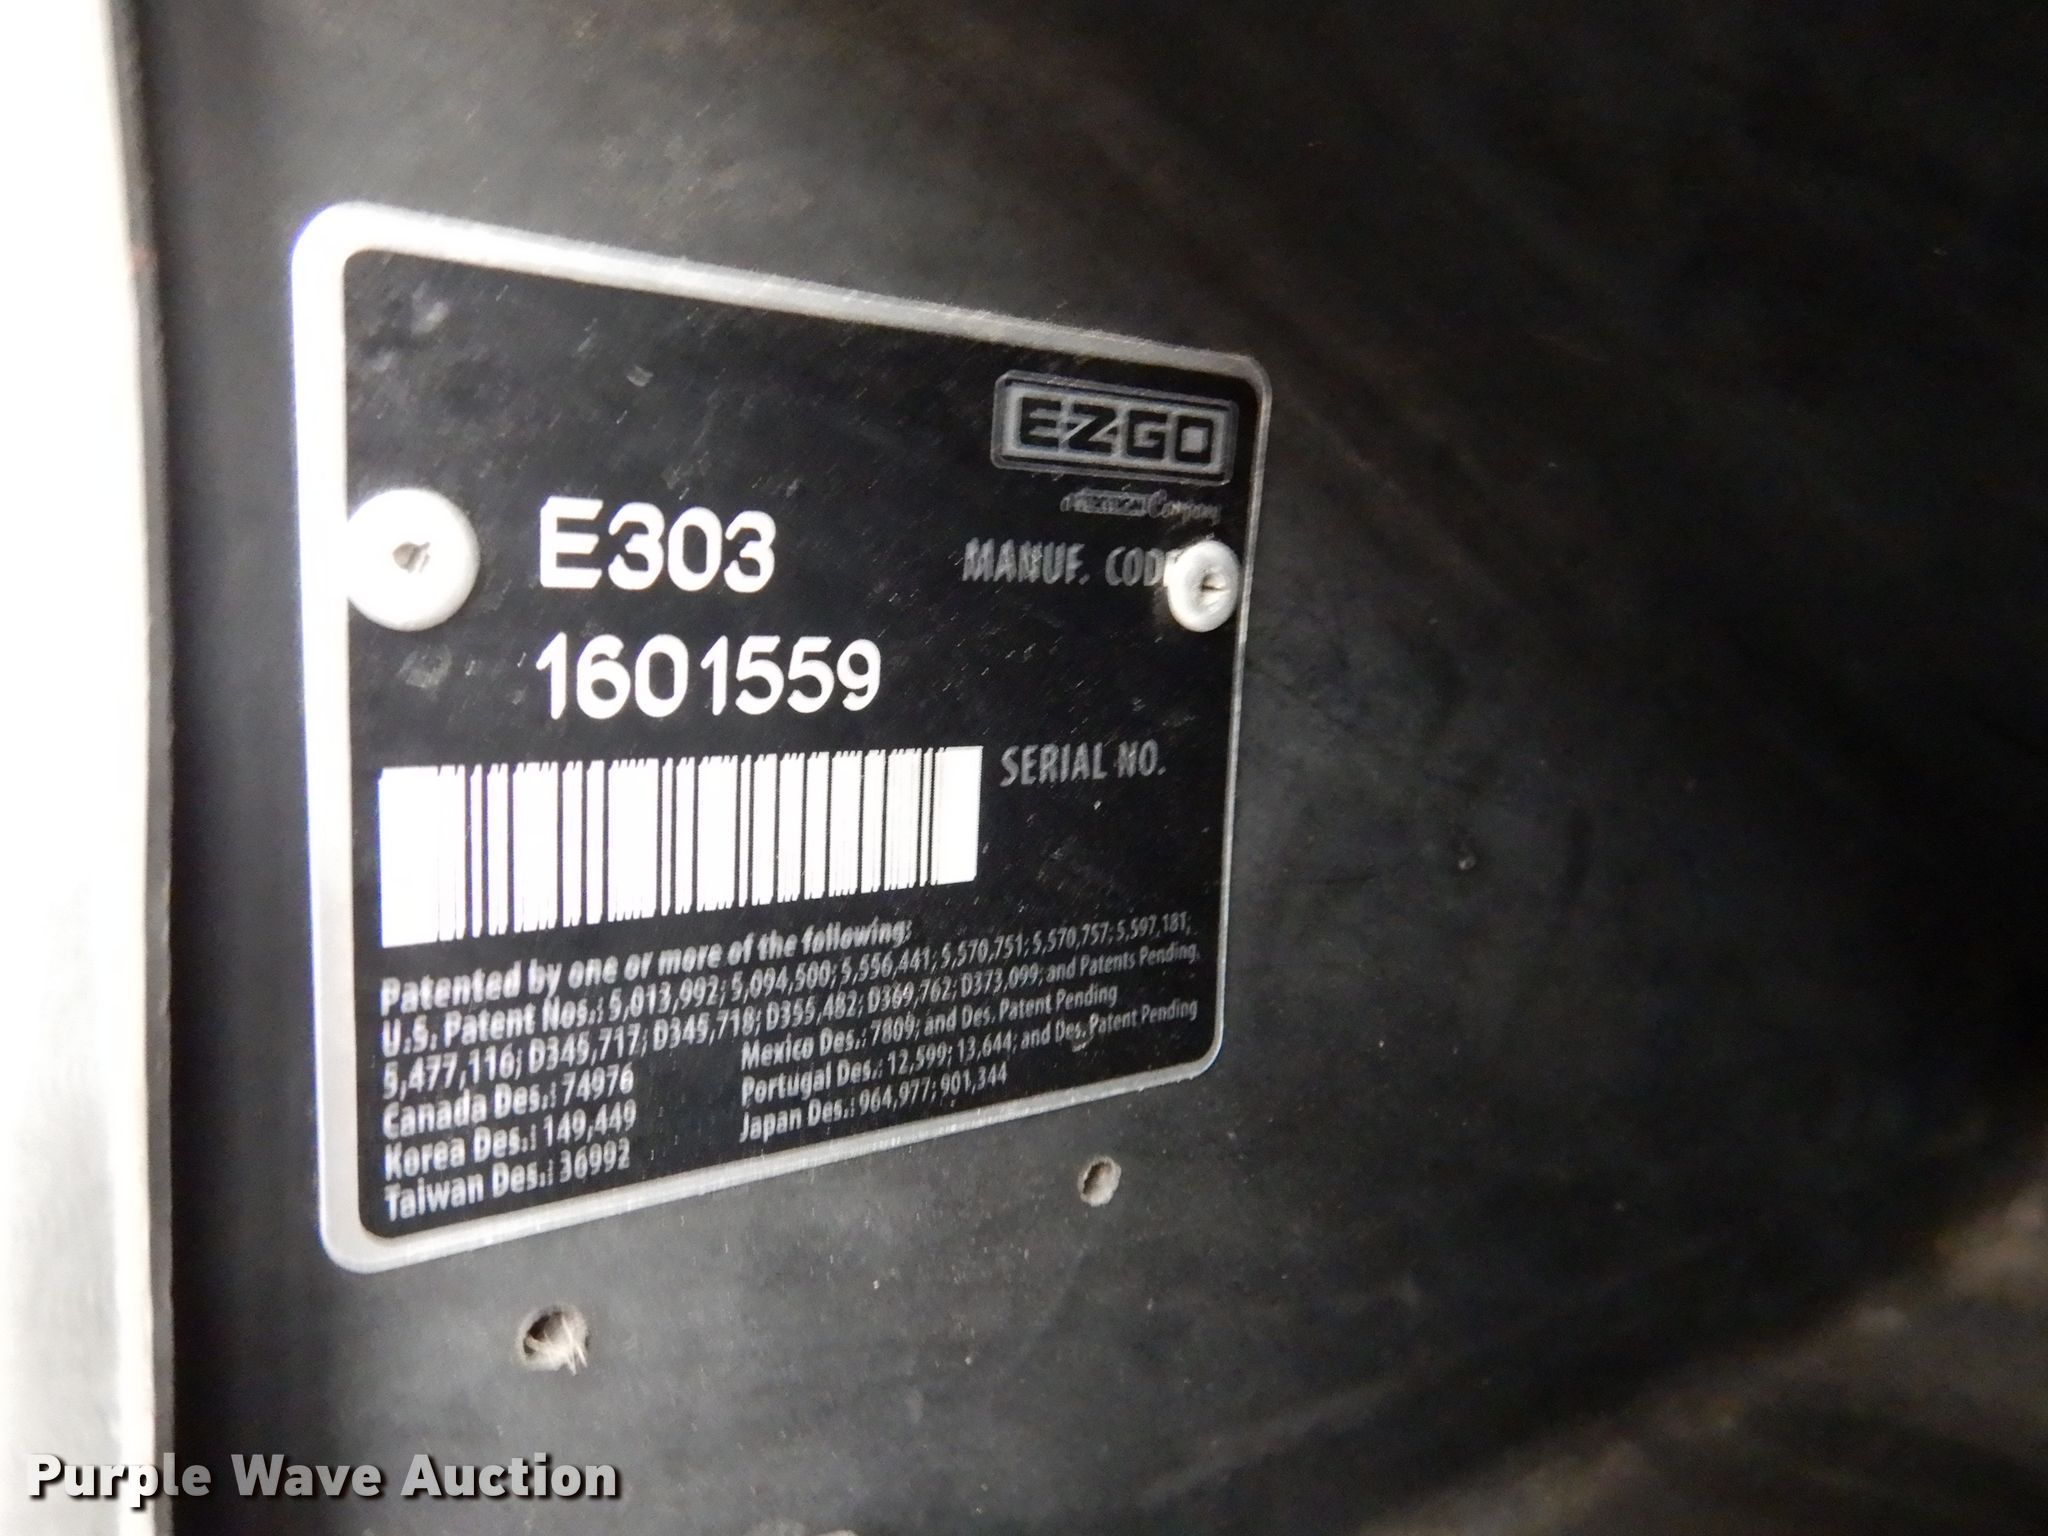 EZGO
a TEXTRON Company
E303
MANUF. CODE
1601559
SERIAL NO.
Patented by one or more of the following:
U.S. Patent Nos.: 5,013,992; 5,094,500; 5,556,441; 5,570,751; 5,570,757; 5,597,181;
5,477,116; D345,717; D345,718; D355,482; D369,762; D373,099; and Patents Pending.
Canada Des.: 74976
Korea Des.: 149,449
Taiwan Des.: 36992
Mexico Des.: 7809; and Des. Patent Pending
Portugal Des.: 12,599; 13,644; and Des. Patent Pending
Japan Des.: 964,977; 901,344
Purple Wave Auction